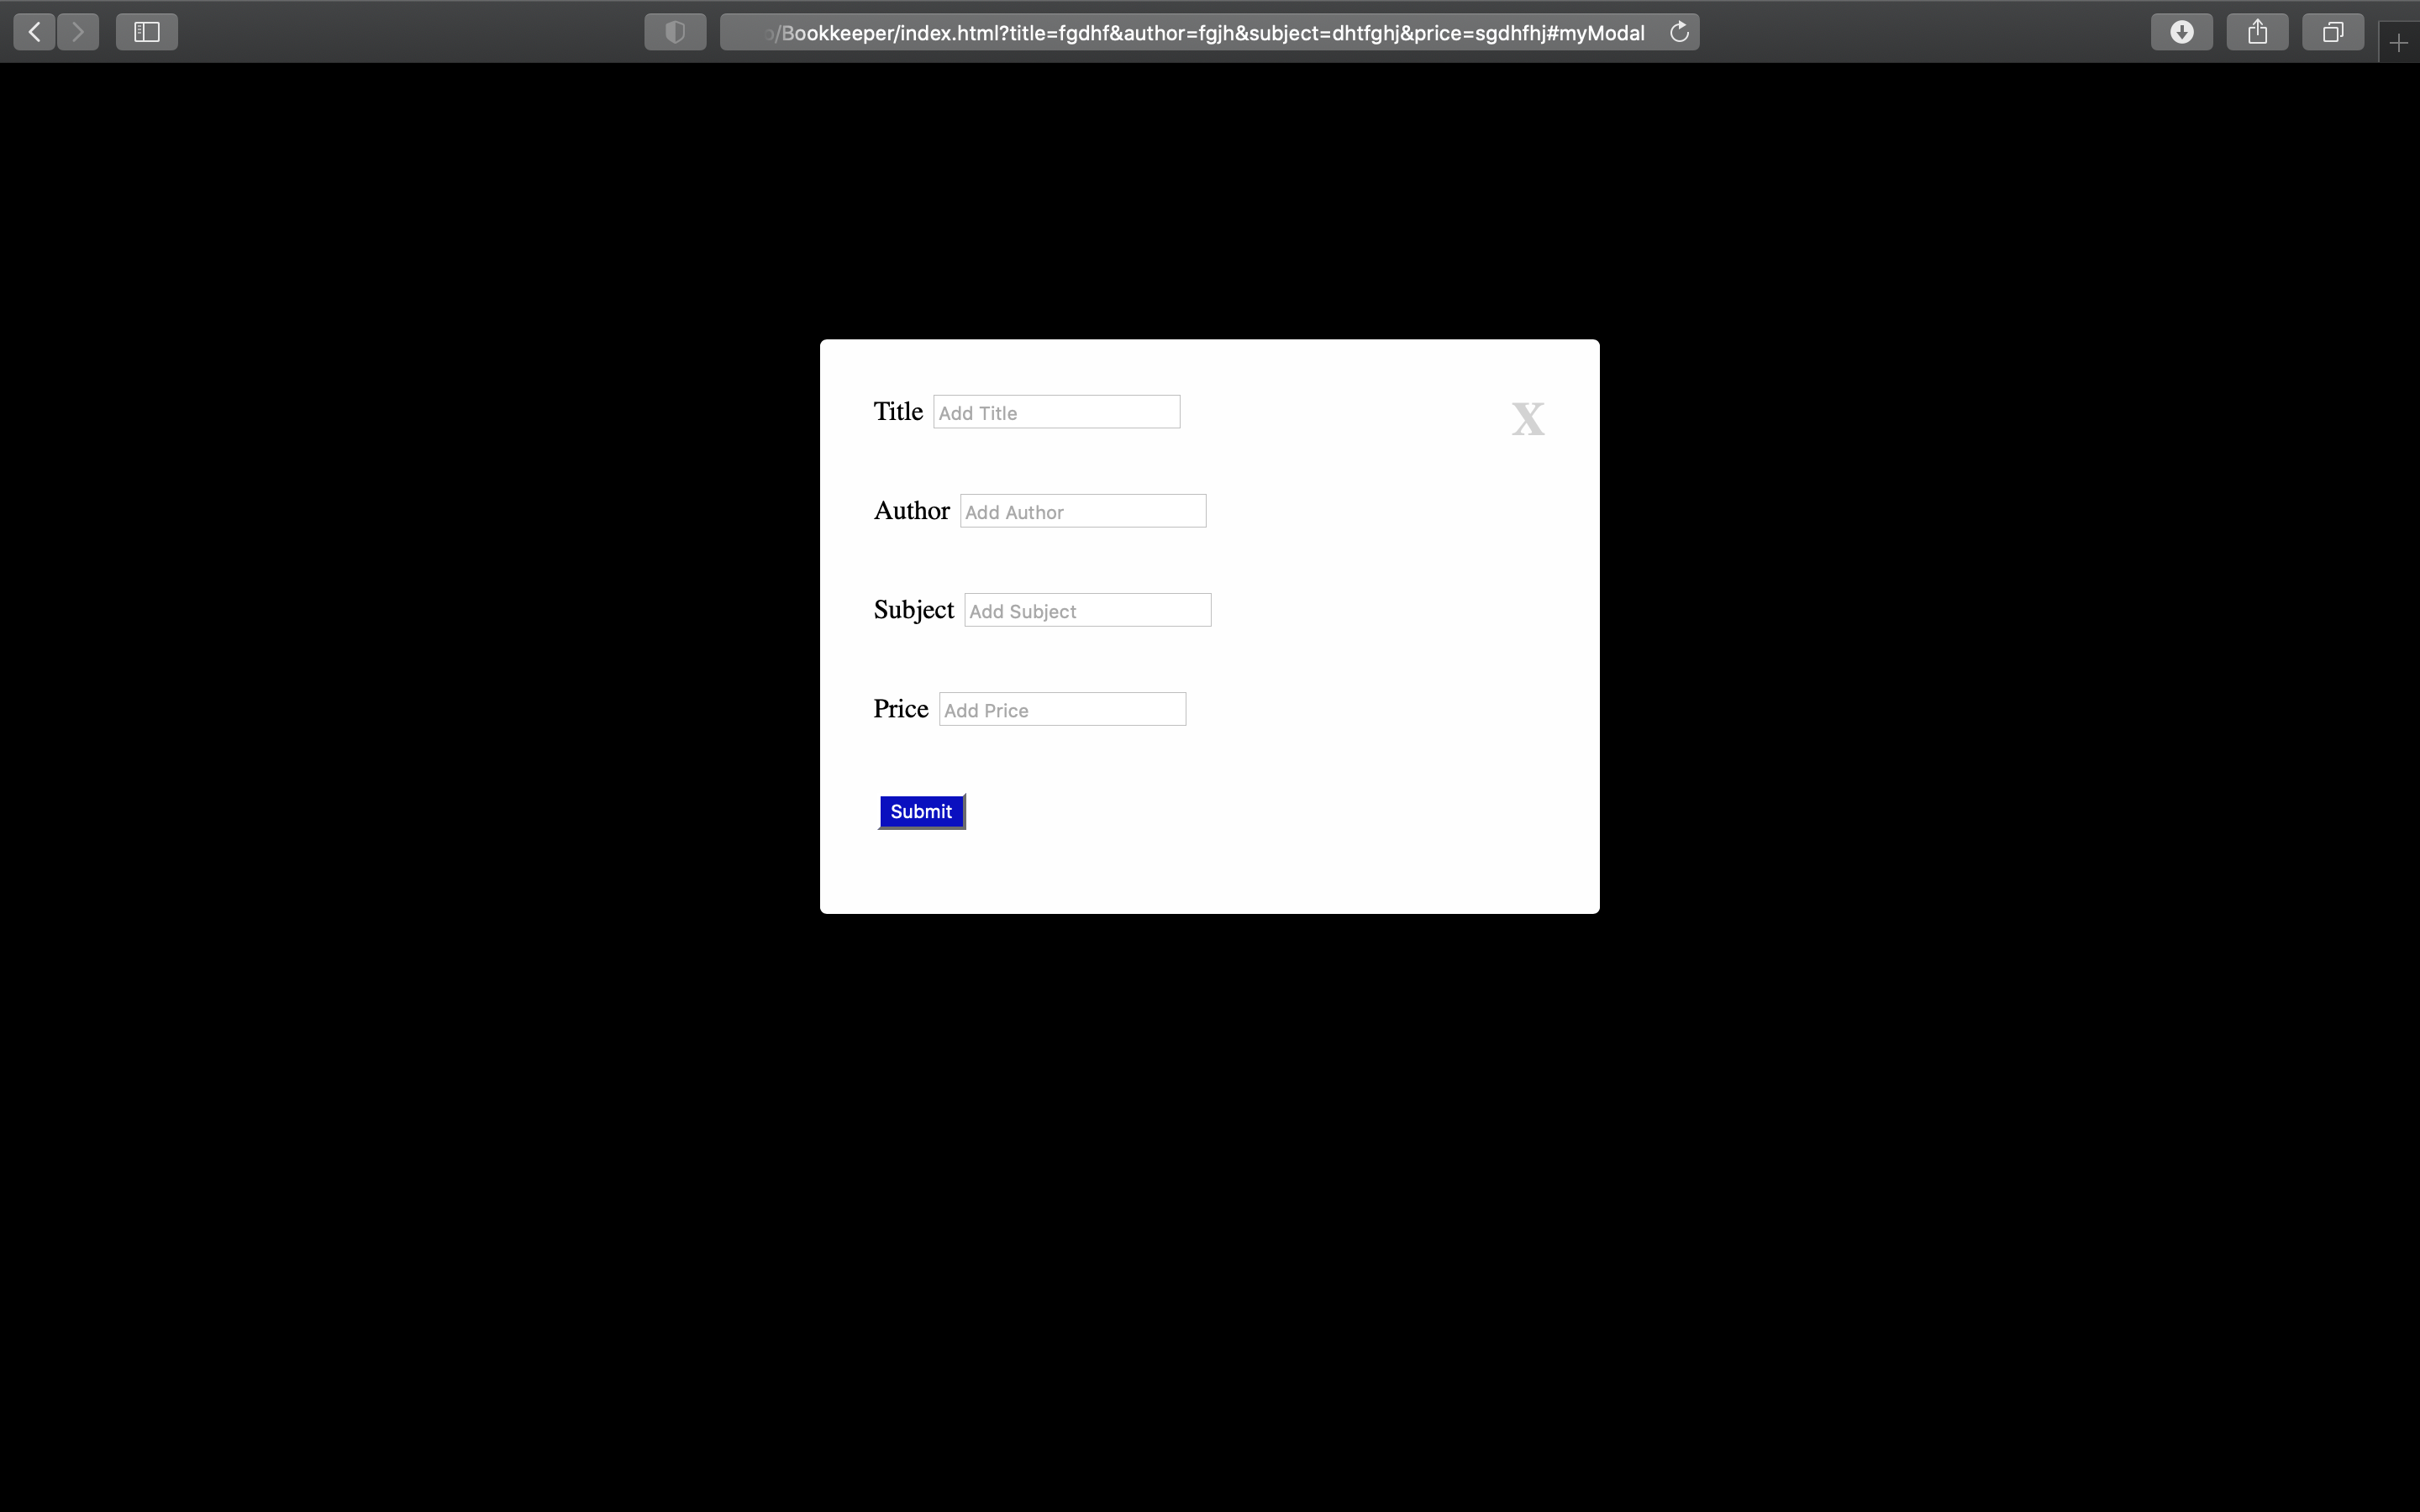 /Bookkeeper/index.html?title=fgdhf&author=fgjh&subject=dhtfghj&price=sgdhfhj#myModal
Title Add Title
X
Author Add Author
Subject Add Subject
Price Add Price
Submit